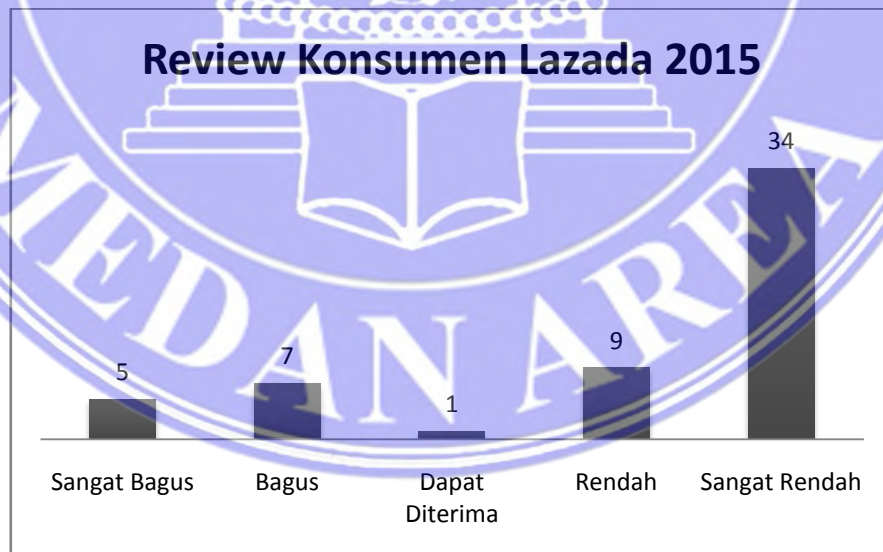 Review Konsumen Lazada 2015
34
9
7
5
1
MEDAN AREA
Sangat Bagus Bagus Dapat Diterima Rendah Sangat Rendah